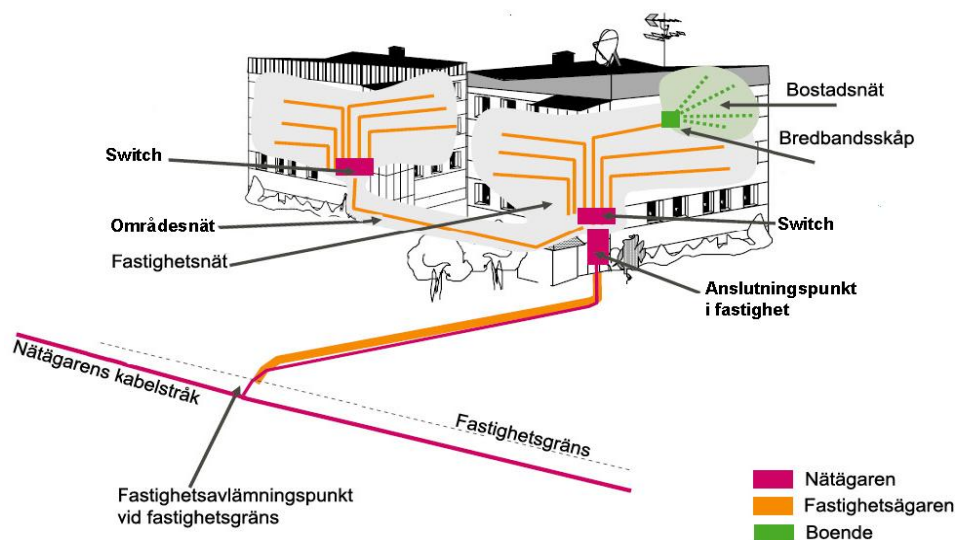 Bostadsnät
Bredbandsskåp
Switch
Områdesnät
Fastighetsnät
Switch
Anslutningspunkt
i fastighet
Nätägarens kabelstråk
Fastighetsgräns
Fastighetsavlämningspunkt
vid fastighetsgräns
Nätägaren
Fastighetsägaren
Boende